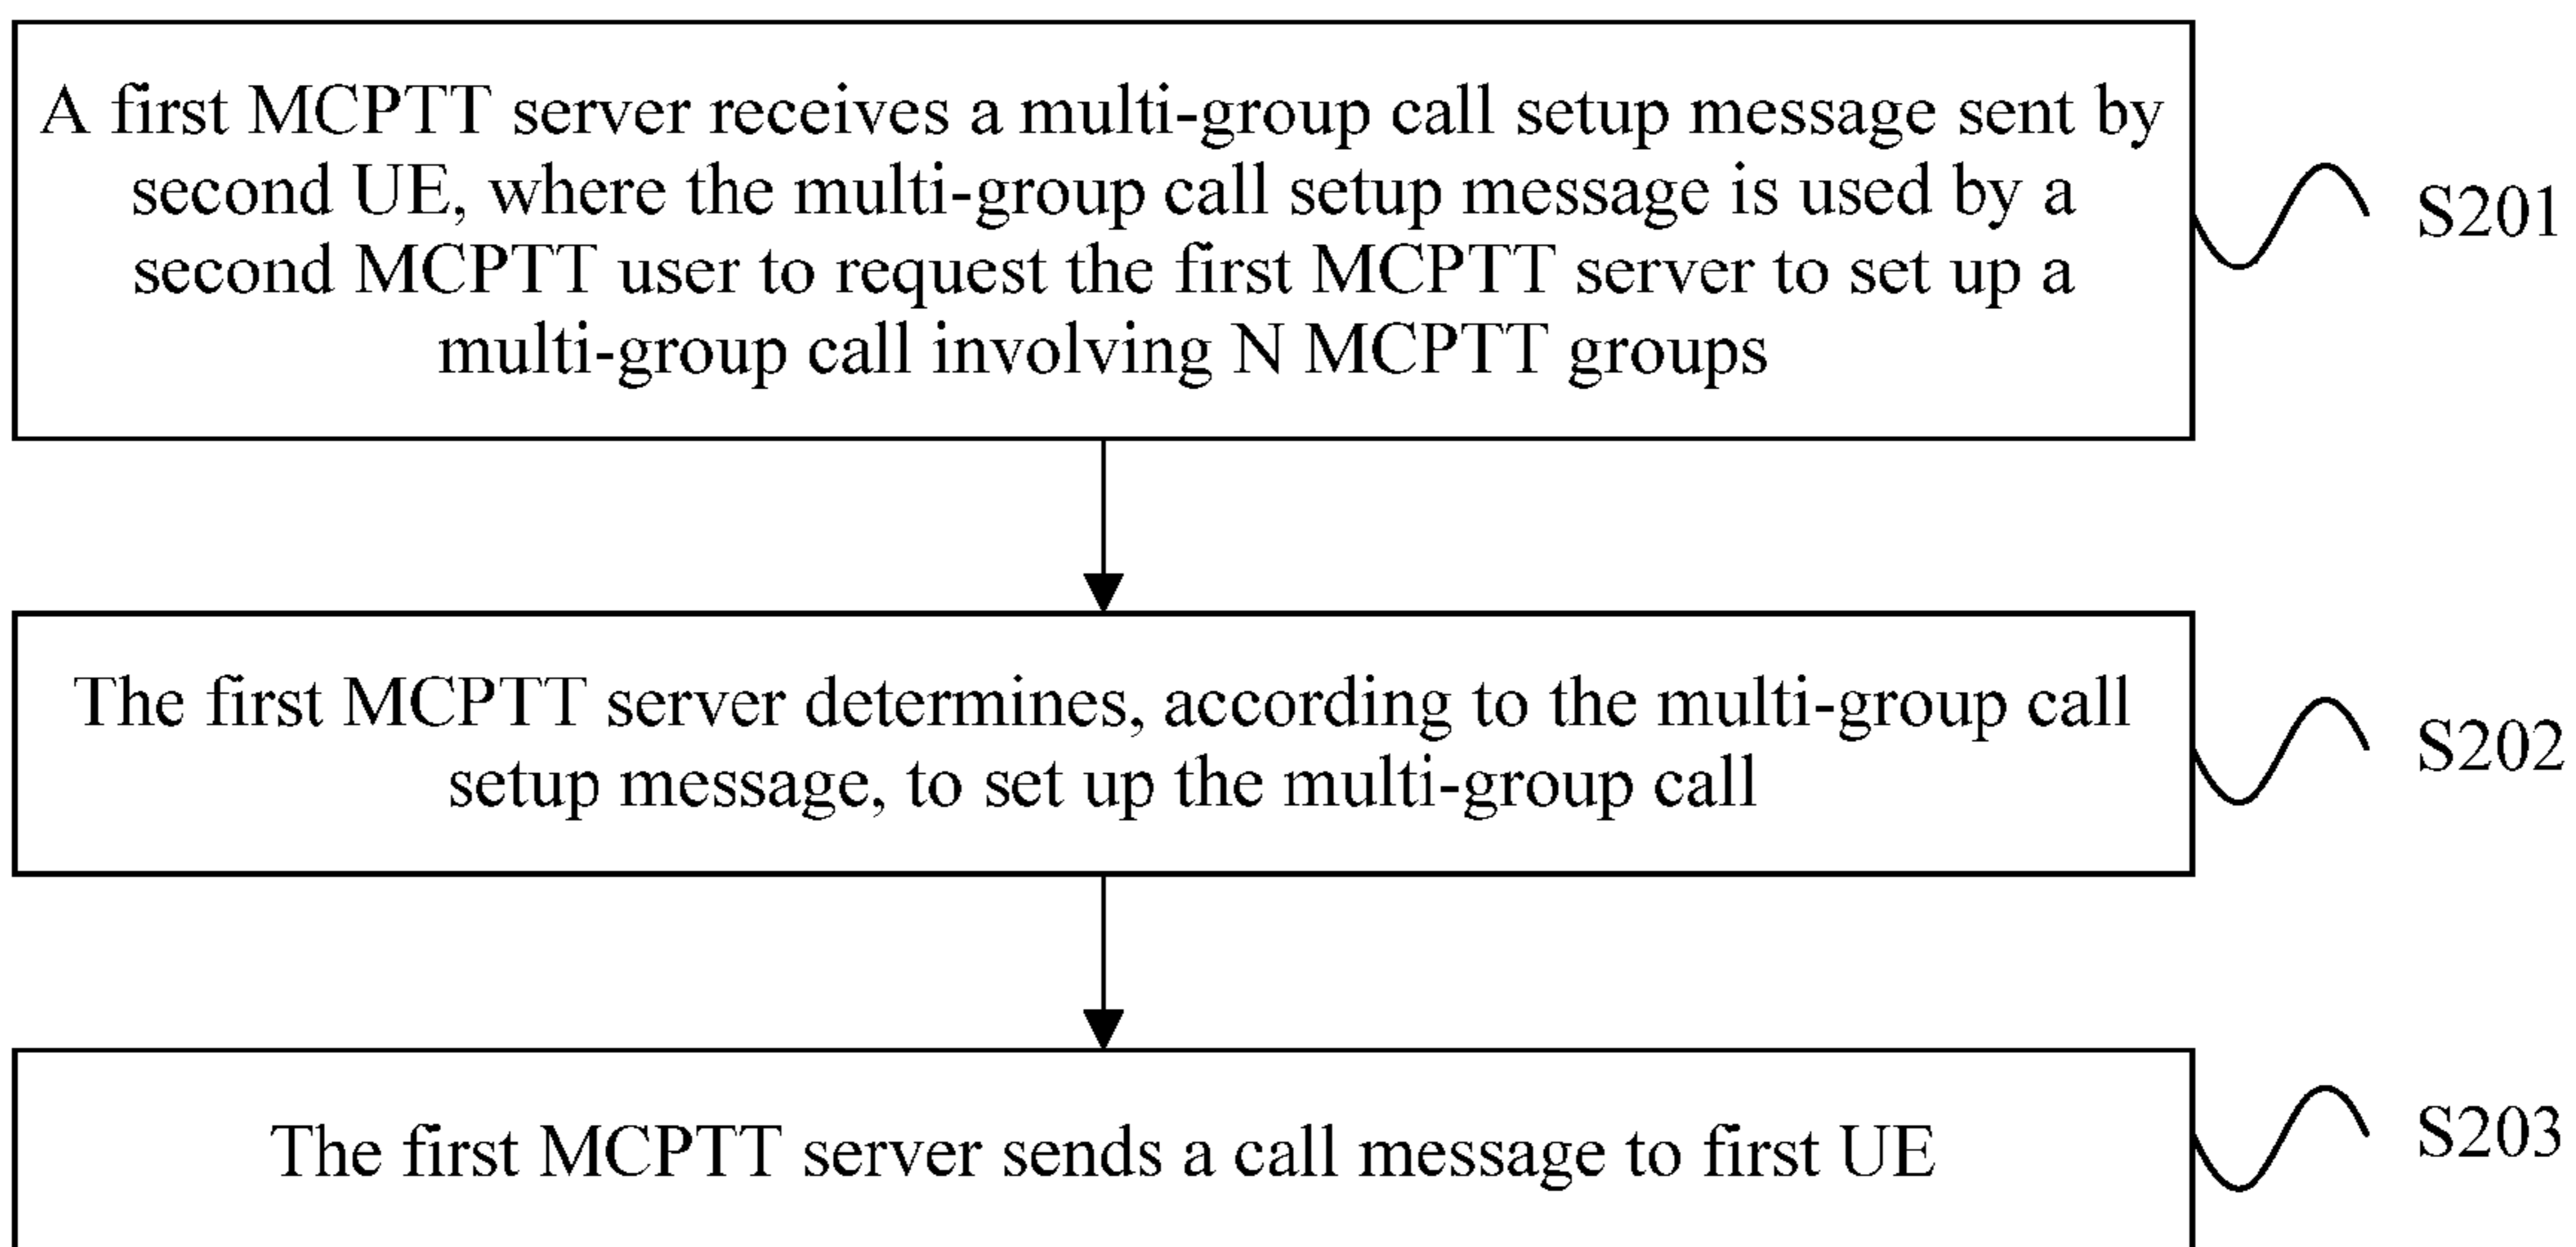 A first MCPTT server receives a multi-group call setup message sent by
second UE, where the multi-group call setup message is used by a
second MCPTT user to request the first MCPTT server to set up a
multi-group call involving N MCPTT groups
S201
The first MCPTT server determines, according to the multi-group call
setup message, to set up the multi-group call
S202
The first MCPTT server sends a call message to first UE
S203